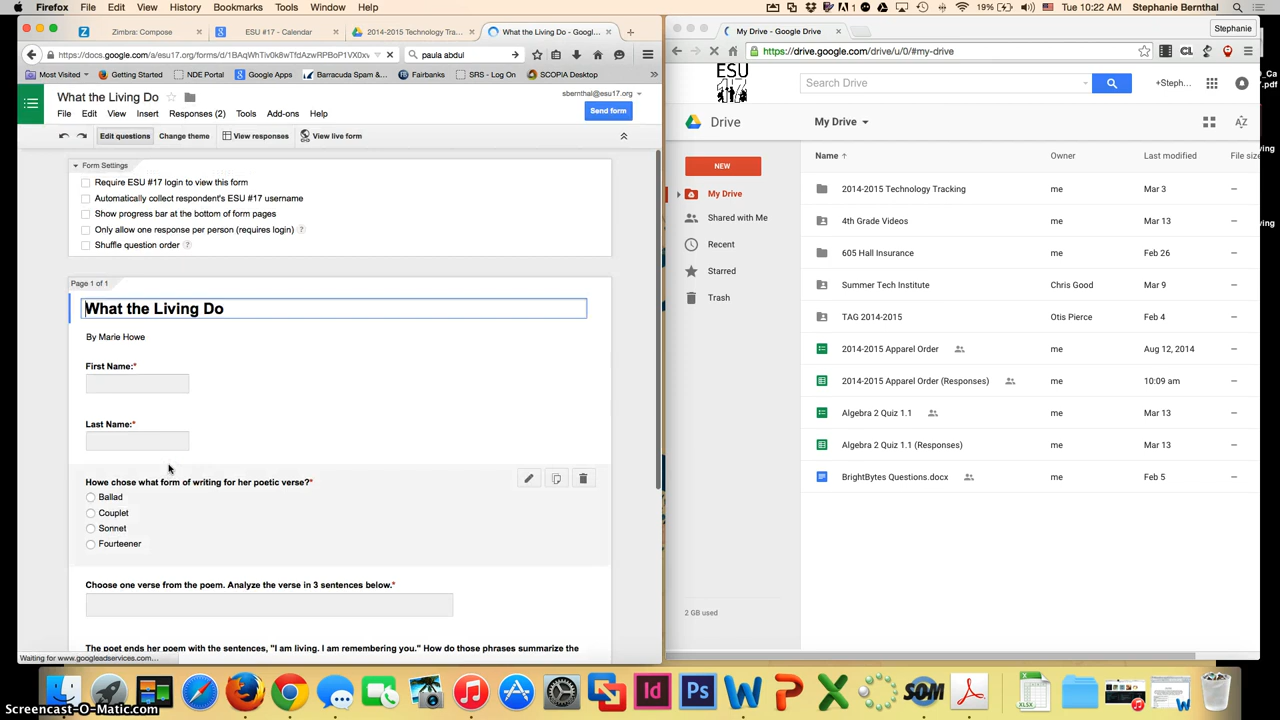 Firefox File Edit View History Bookmarks Tools Window Help
19% Tue 10:22 AM Stephanie Bernthal
Zimbra: Compose
ESU #17 - Calendar
2014-2015 Technology Tra...
What the Living Do - Google...
https://docs.google.com/a/esu17.org/forms/d/1BAqWhTiv0k8wTfdAzwRPBoP1V0xv
paula abdul
Most Visited Getting Started NDE Portal Google Apps Barracuda Spam &... Fairbanks SRS - Log On SCOPIA Desktop
What the Living Do
sbernthal@esu17.org
File Edit View Insert Responses (2) Tools Add-ons Help
Send form
Edit questions Change theme View responses View live form
Form Settings
Require ESU #17 login to view this form
Automatically collect respondent's ESU #17 username
Show progress bar at the bottom of form pages
Only allow one response per person (requires login) ?
Shuffle question order ?
Page 1 of 1
What the Living Do
By Marie Howe
First Name:*
Last Name:*
Howe chose what form of writing for her poetic verse?*
Ballad
Couplet
Sonnet
Fourteener
Choose one verse from the poem. Analyze the verse in 3 sentences below.*
The poet ends her poem with the sentences, "I am living. I am remembering you." How do those phrases summarize the
Waiting for www.googleadservices.com...
My Drive - Google Drive
Stephanie
https://drive.google.com/drive/u/0/#my-drive
ESU
17
Search Drive
+Steph...
Drive
My Drive
NEW
My Drive
Shared with Me
Recent
Starred
Trash
2 GB used
Name Owner Last modified File size
2014-2015 Technology Tracking me Mar 3 –
4th Grade Videos me Mar 13 –
605 Hall Insurance me Feb 26 –
Summer Tech Institute Chris Good Mar 9 –
TAG 2014-2015 Otis Pierce Feb 4 –
2014-2015 Apparel Order me Aug 12, 2014 –
2014-2015 Apparel Order (Responses) me 10:09 am –
Algebra 2 Quiz 1.1 me Mar 13 –
Algebra 2 Quiz 1.1 (Responses) me Mar 13 –
BrightBytes Questions.docx me Feb 5 –
Screencast-O-Matic.com
Id
Ps
SOM
XLSX